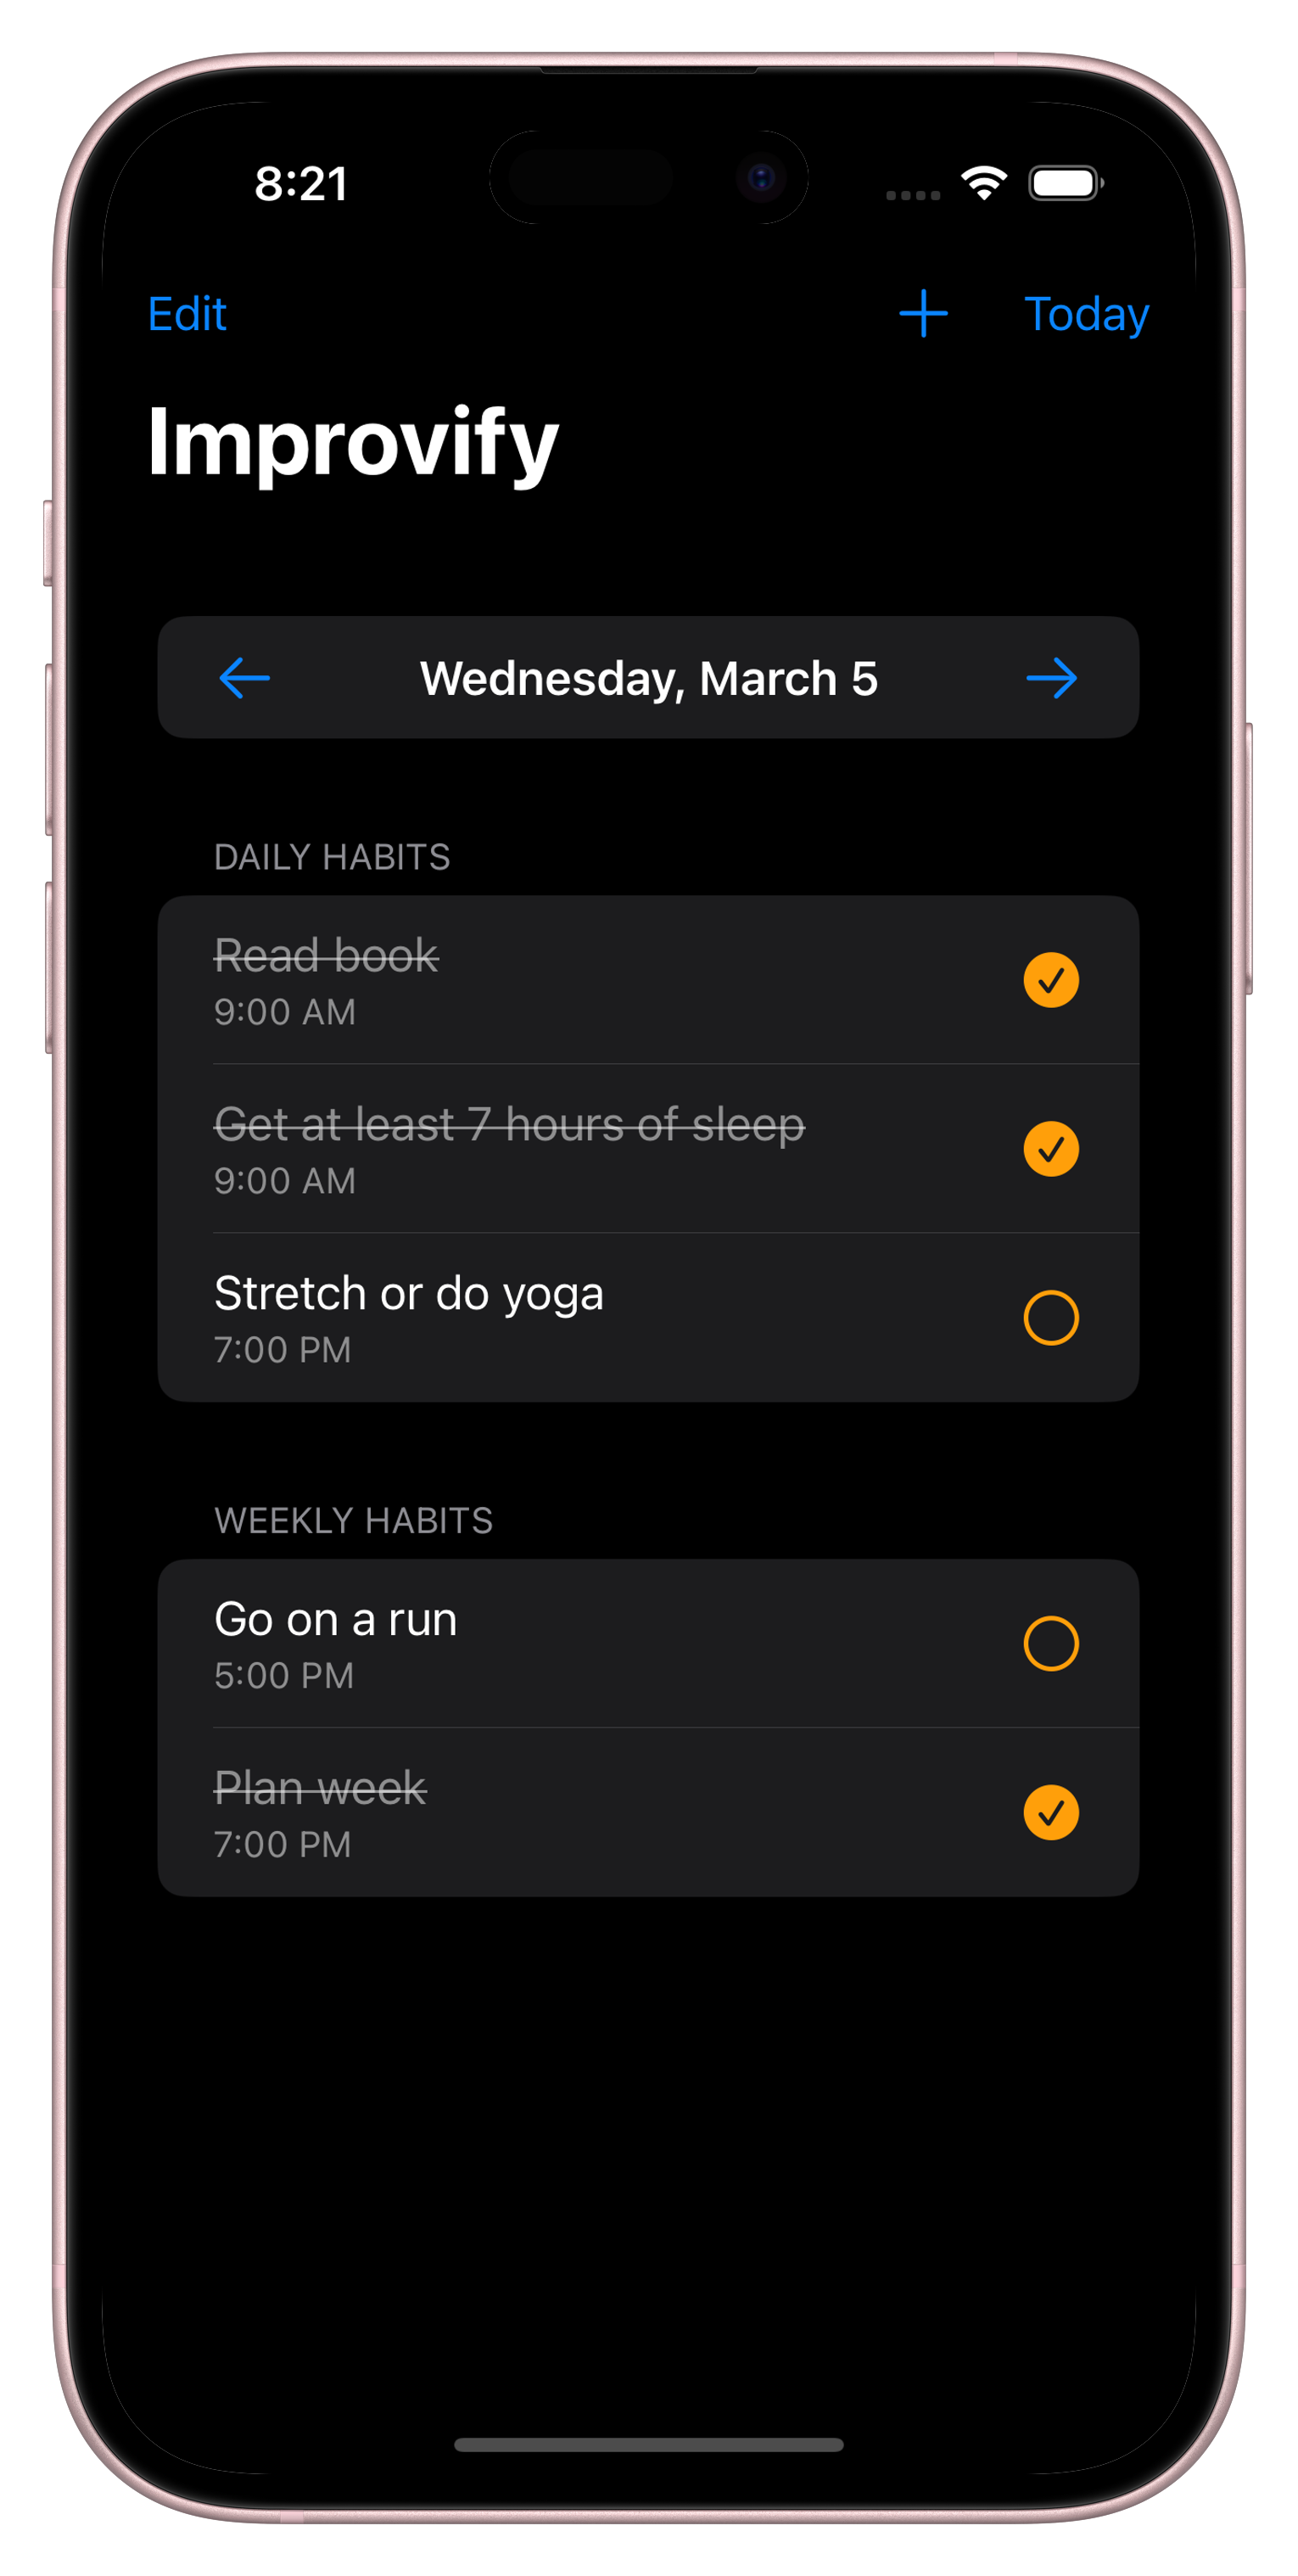 8:21
Edit
Today
Improvify
Wednesday, March 5
DAILY HABITS
Read book
9:00 AM
Get at least 7 hours of sleep
9:00 AM
Stretch or do yoga
7:00 PM
WEEKLY HABITS
Go on a run
5:00 PM
Plan week
7:00 PM